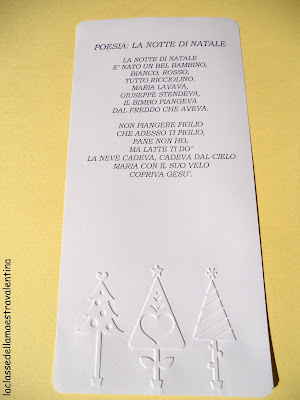 POESIA: LA NOTTE DI NATALE
LA NOTTE DI NATALE
E' NATO UN BEL BAMBINO,
BIANCO, ROSSO,
TUTTO RICCIOLINO.
MARIA LAVAVA,
GIUSEPPE STENDEVA,
IL BIMBO PIANGEVA
DAL FREDDO CHE AVEVA.
NON PIANGERE FIGLIO
CHE ADESSO TI PIGLIO,
PANE NON HO,
MA LATTE TI DO'
LA NEVE CADEVA, CADEVA DAL CIELO
MARIA CON IL SUO VELO
COPRIVA GESU'.
laclassedellamaestravalentina